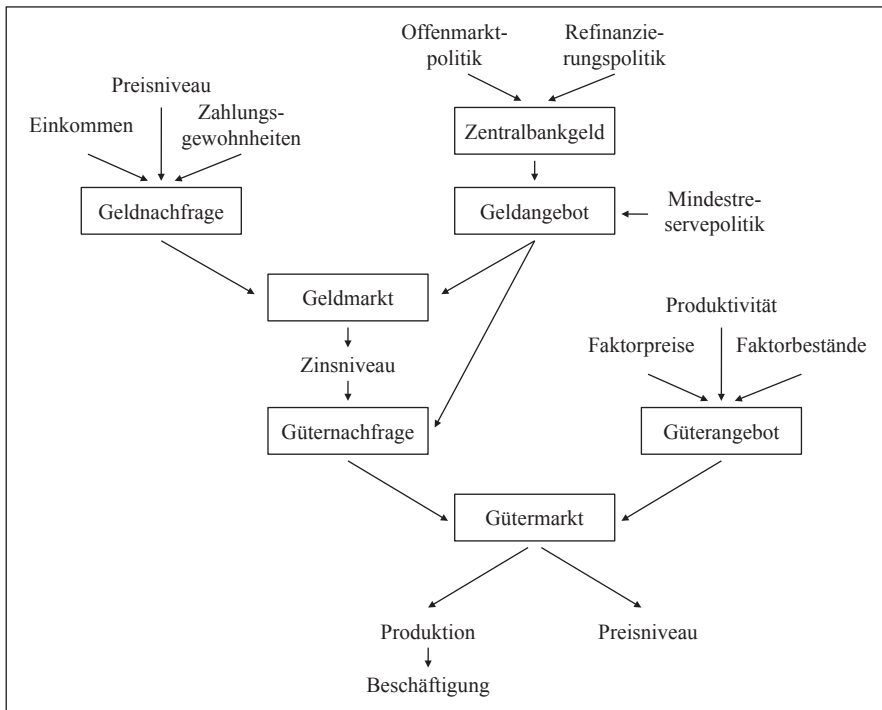 Offenmarkt-
politik
Refinanzie-
rungspolitik
Preisniveau
Einkommen
Zahlungs-
gewohnheiten
Zentralbankgeld
Geldnachfrage
Geldangebot
Mindestre-
servepolitik
Geldmarkt
Produktivität
Zinsniveau
Faktorpreise
Faktorbestände
Güternachfrage
Güterangebot
Gütermarkt
Produktion
Preisniveau
Beschäftigung